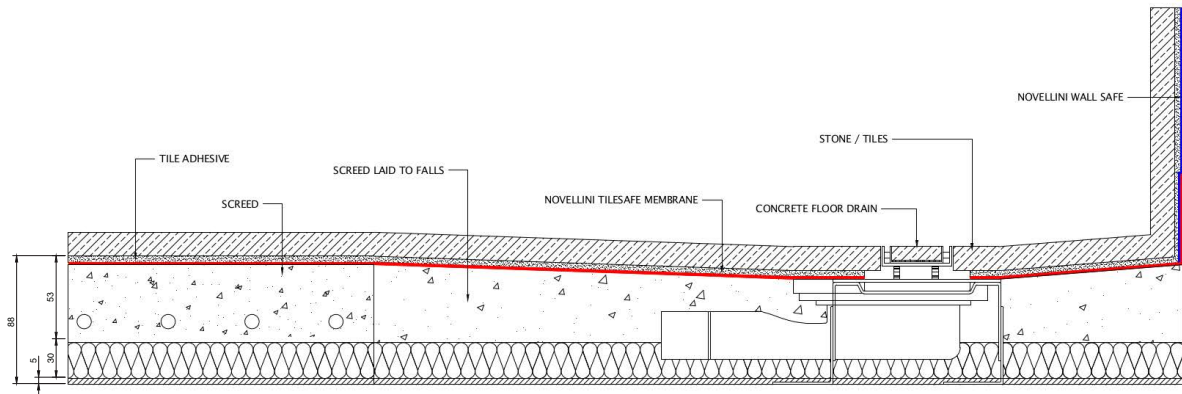 NOVELLINI WALL SAFE
STONE / TILES
TILE ADHESIVE
SCREED LAID TO FALLS
NOVELLINI TILESAFE MEMBRANE
SCREED
CONCRETE FLOOR DRAIN
53
88
30
5